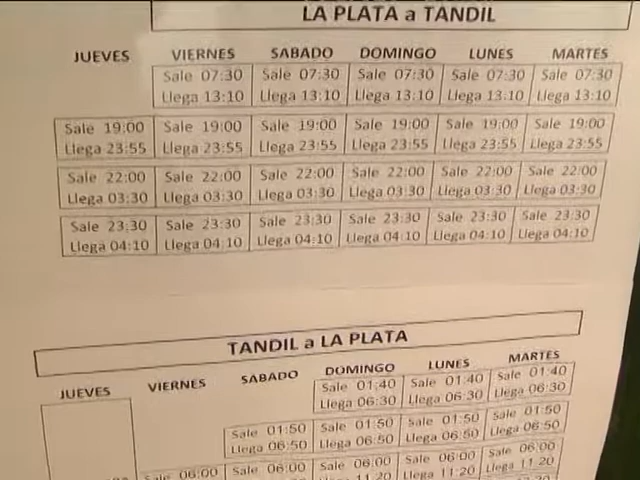 LA PLATA a TANDIL
JUEVES VIERNES SABADO DOMINGO LUNES MARTES
Sale 07:30 Sale 07:30 Sale 07:30 Sale 07:30 Sale 07:30
Llega 13:10 Llega 13:10 Llega 13:10 Llega 13:10 Llega 13:10
Sale 19:00 Sale 19:00 Sale 19:00 Sale 19:00 Sale 19:00 Sale 19:00
Llega 23:55 Llega 23:55 Llega 23:55 Llega 23:55 Llega 23:55 Llega 23:55
Sale 22:00 Sale 22:00 Sale 22:00 Sale 22:00 Sale 22:00 Sale 22:00
Llega 03:30 Llega 03:30 Llega 03:30 Llega 03:30 Llega 03:30 Llega 03:30
Sale 23:30 Sale 23:30 Sale 23:30 Sale 23:30 Sale 23:30 Sale 23:30
Llega 04:10 Llega 04:10 Llega 04:10 Llega 04:10 Llega 04:10 Llega 04:10
TANDIL a LA PLATA
JUEVES VIERNES SABADO DOMINGO LUNES MARTES
Sale 01:40 Sale 01:40 Sale 01:40
Llega 06:30 Llega 06:30 Llega 06:30
Sale 01:50 Sale 01:50 Sale 01:50 Sale 01:50
Llega 06:50 Llega 06:50 Llega 06:50 Llega 06:50
Sale 06:00 Sale 06:00 Sale 06:00 Sale 06:00 Sale 06:00
11:20 Llega 11:20 Llega 11:20